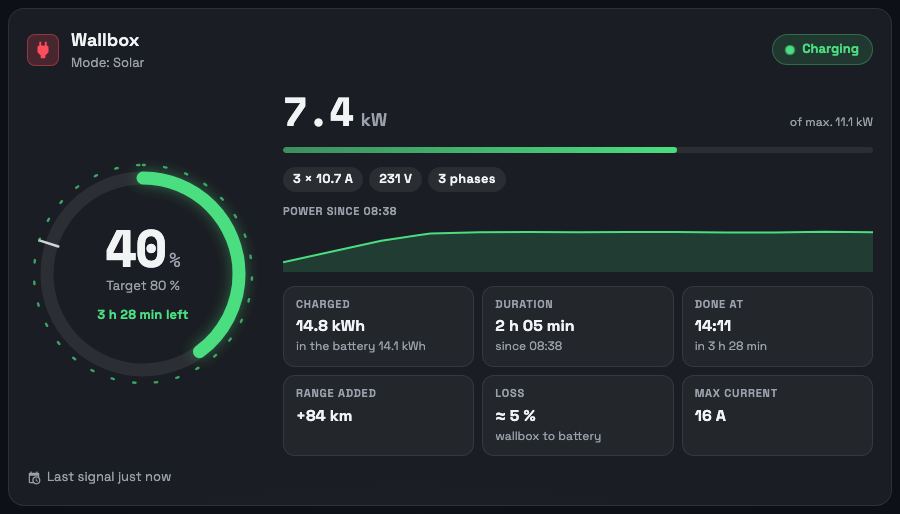 Wallbox
Mode: Solar
Charging
7.4 kW
of max. 11.1 kW
3 × 10.7 A
231 V
3 phases
POWER SINCE 08:38
40 %
Target 80 %
3 h 28 min left
CHARGED
14.8 kWh
in the battery 14.1 kWh
DURATION
2 h 05 min
since 08:38
DONE AT
14:11
in 3 h 28 min
RANGE ADDED
+84 km
LOSS
≈ 5 %
wallbox to battery
MAX CURRENT
16 A
Last signal just now